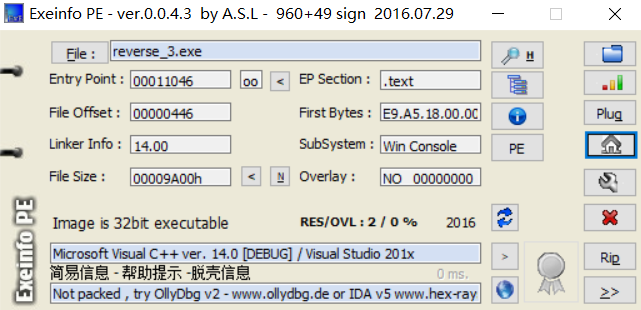 Exeinfo PE - ver.0.0.4.3 by A.S.L - 960+49 sign 2016.07.29
File : reverse_3.exe H
Entry Point : 00011046 oo < EP Section : .text
File Offset : 00000446 First Bytes : E9.A5.18.00.00 Plug
Linker Info : 14.00 SubSystem : Win Console PE
File Size : 00009A00h < N Overlay : NO 00000000
Image is 32bit executable RES/OVL : 2 / 0 % 2016
Microsoft Visual C++ ver. 14.0 [DEBUG] / Visual Studio 201x > Rip
简易信息 - 帮助提示 -脱壳信息 0 ms.
Not packed , try OllyDbg v2 - www.ollydbg.de or IDA v5 www.hex-ray >>
Exeinfo PE